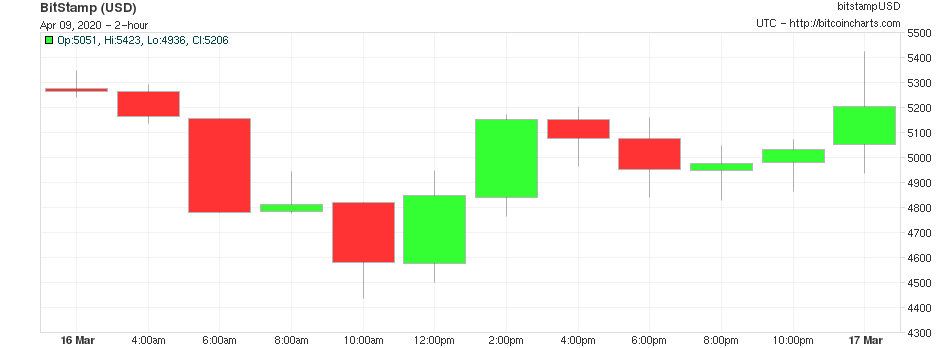 BitStamp (USD)
bitstampUSD
Apr 09, 2020 - 2-hour
UTC - http://bitcoincharts.com
Op:5051, Hi:5423, Lo:4936, Cl:5206
5500
5400
5300
5200
5100
5000
4900
4800
4700
4600
4500
4400
4300
16 Mar 4:00am 6:00am 8:00am 10:00am 12:00pm 2:00pm 4:00pm 6:00pm 8:00pm 10:00pm 17 Mar